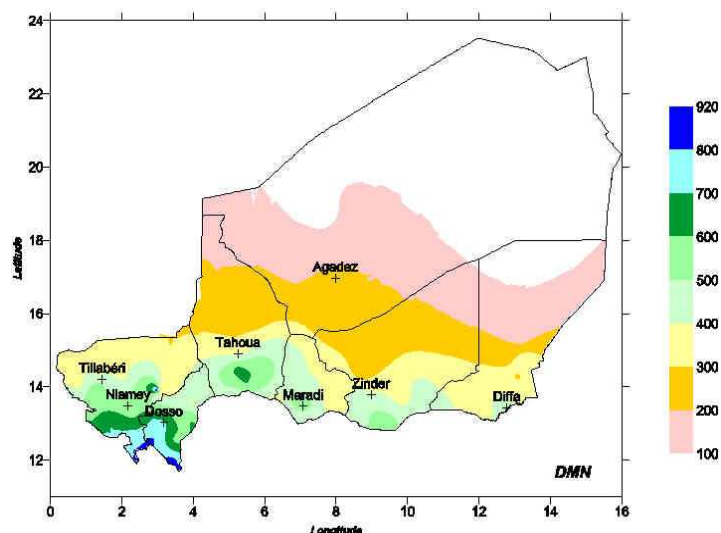 24
22
20
18
16
14
12
Latitude
0 2 4 6 8 10 12 14 16
Longitude
Agadez
Tahoua
Tillabéri
Niamey
Dosso
Maradi
Zinder
Diffa
DMN
920
800
700
600
500
400
300
200
100